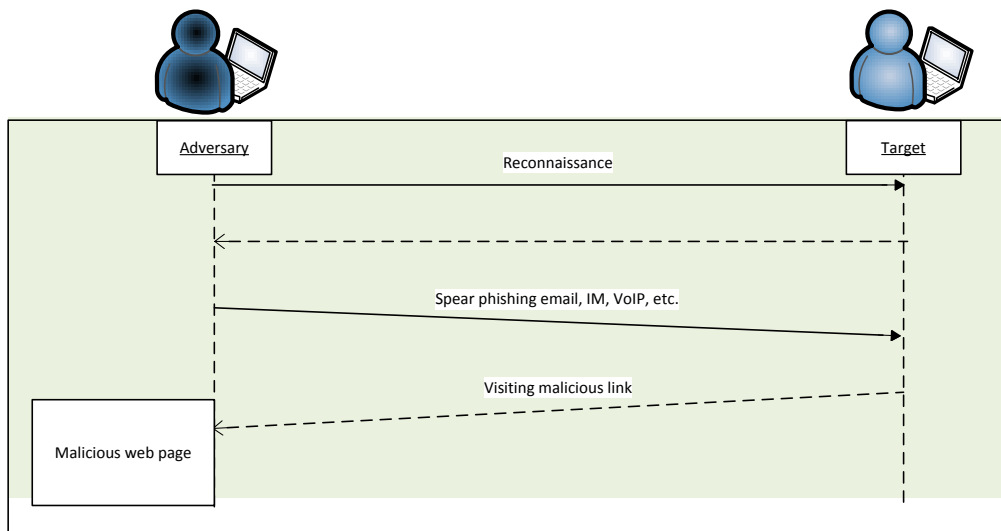 Adversary
Target
Reconnaissance
Spear phishing email, IM, VoIP, etc.
Visiting malicious link
Malicious web page